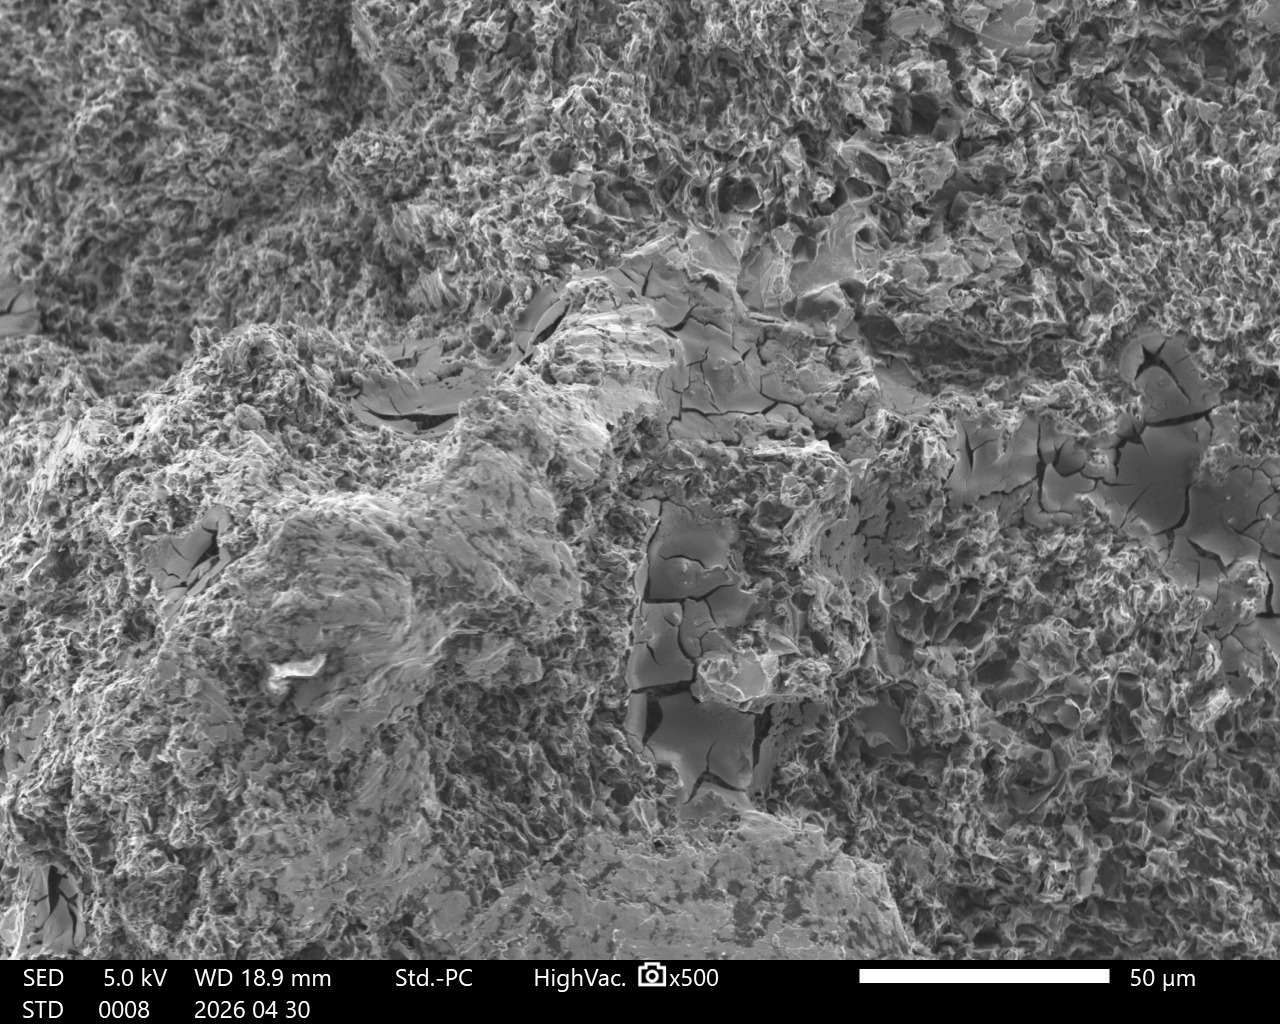 SED 5.0 kV WD 18.9 mm Std.-PC HighVac. x500 50 µm
STD 0008 2026 04 30